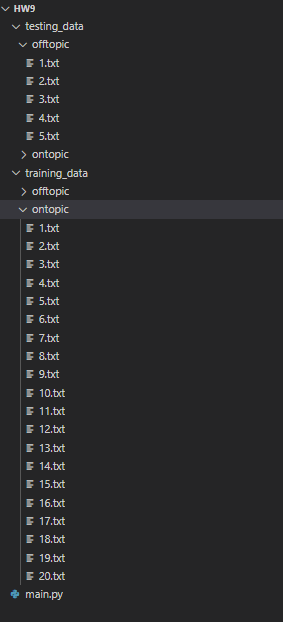 HW9
testing_data
offtopic
1.txt
2.txt
3.txt
4.txt
5.txt
ontopic
training_data
offtopic
ontopic
1.txt
2.txt
3.txt
4.txt
5.txt
6.txt
7.txt
8.txt
9.txt
10.txt
11.txt
12.txt
13.txt
14.txt
15.txt
16.txt
17.txt
18.txt
19.txt
20.txt
main.py